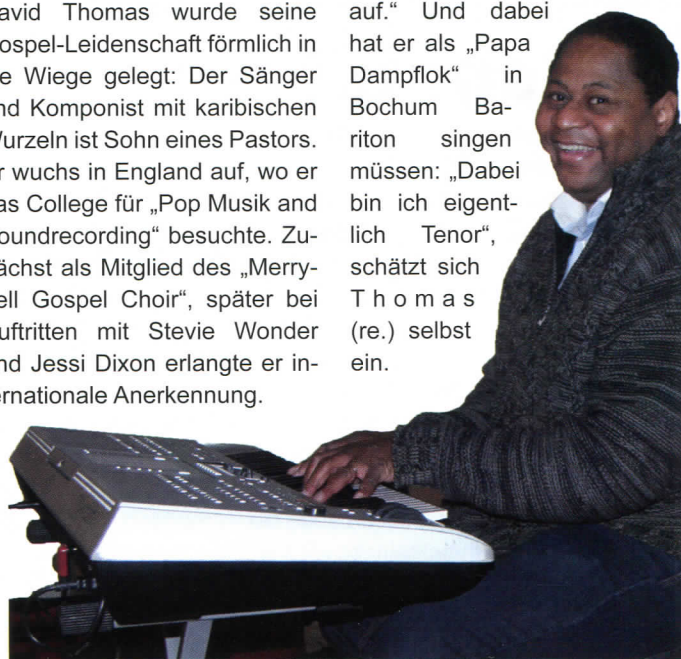 avid Thomas wurde seine
ospel-Leidenschaft förmlich in
e Wiege gelegt: Der Sänger
nd Komponist mit karibischen
Wurzeln ist Sohn eines Pastors.
r wuchs in England auf, wo er
as College für „Pop Musik and
oundrecording“ besuchte. Zu-
ächst als Mitglied des „Merry-
ell Gospel Choir“, später bei
uftritten mit Stevie Wonder
nd Jessi Dixon erlangte er in-
ernationale Anerkennung.
auf.“ Und dabei
hat er als „Papa
Dampflok“ in
Bochum Ba-
riton singen
müssen: „Dabei
bin ich eigent-
lich Tenor“,
schätzt sich
Thomas
(re.) selbst
ein.